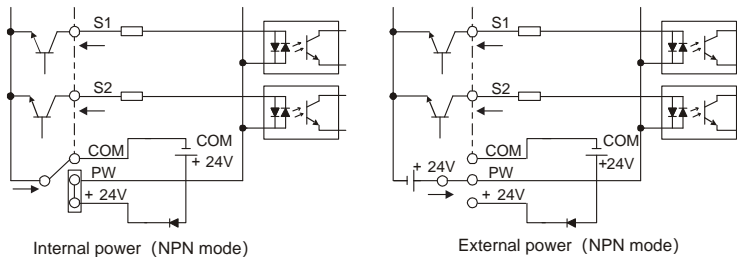 S1
S2
COM
COM
+ 24V
PW
+ 24V
Internal power (NPN mode)
S1
S2
COM
COM
+24V
+ 24V
PW
+ 24V
External power (NPN mode)